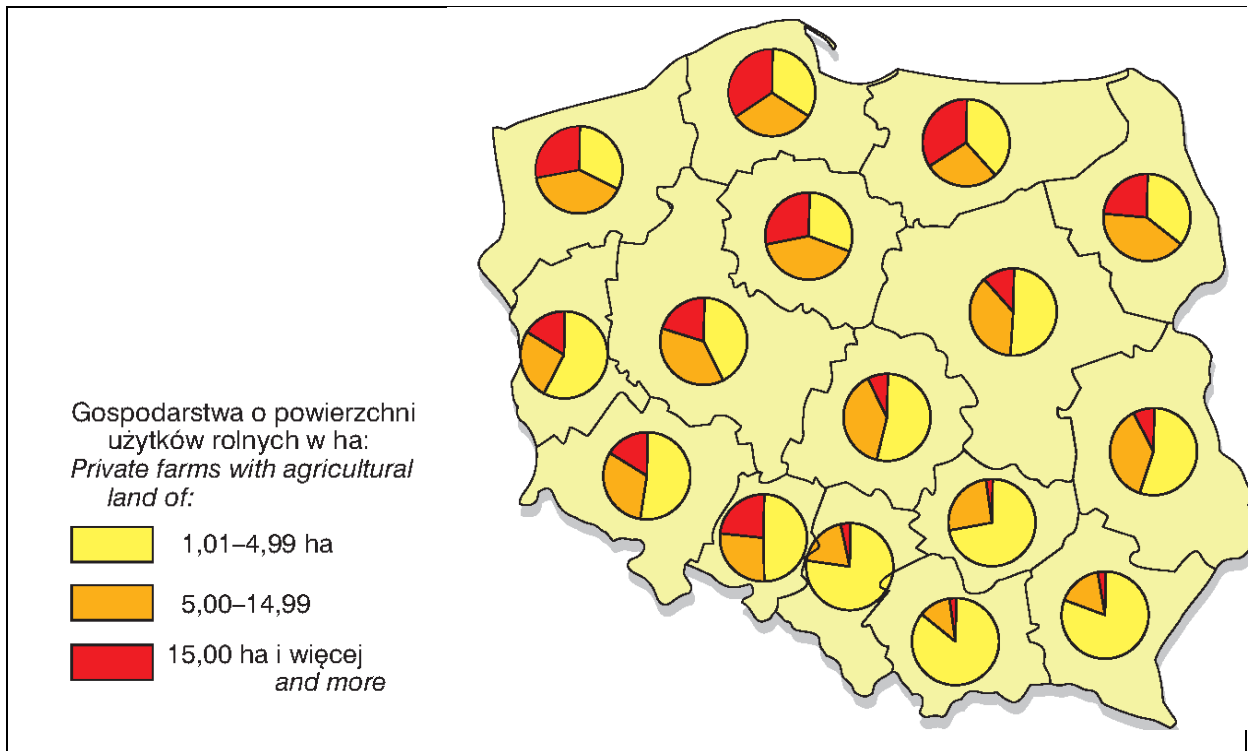 Gospodarstwa o powierzchni
użytków rolnych w ha:
Private farms with agricultural
land of:
1,01–4,99 ha
5,00–14,99
15,00 ha i więcej
and more